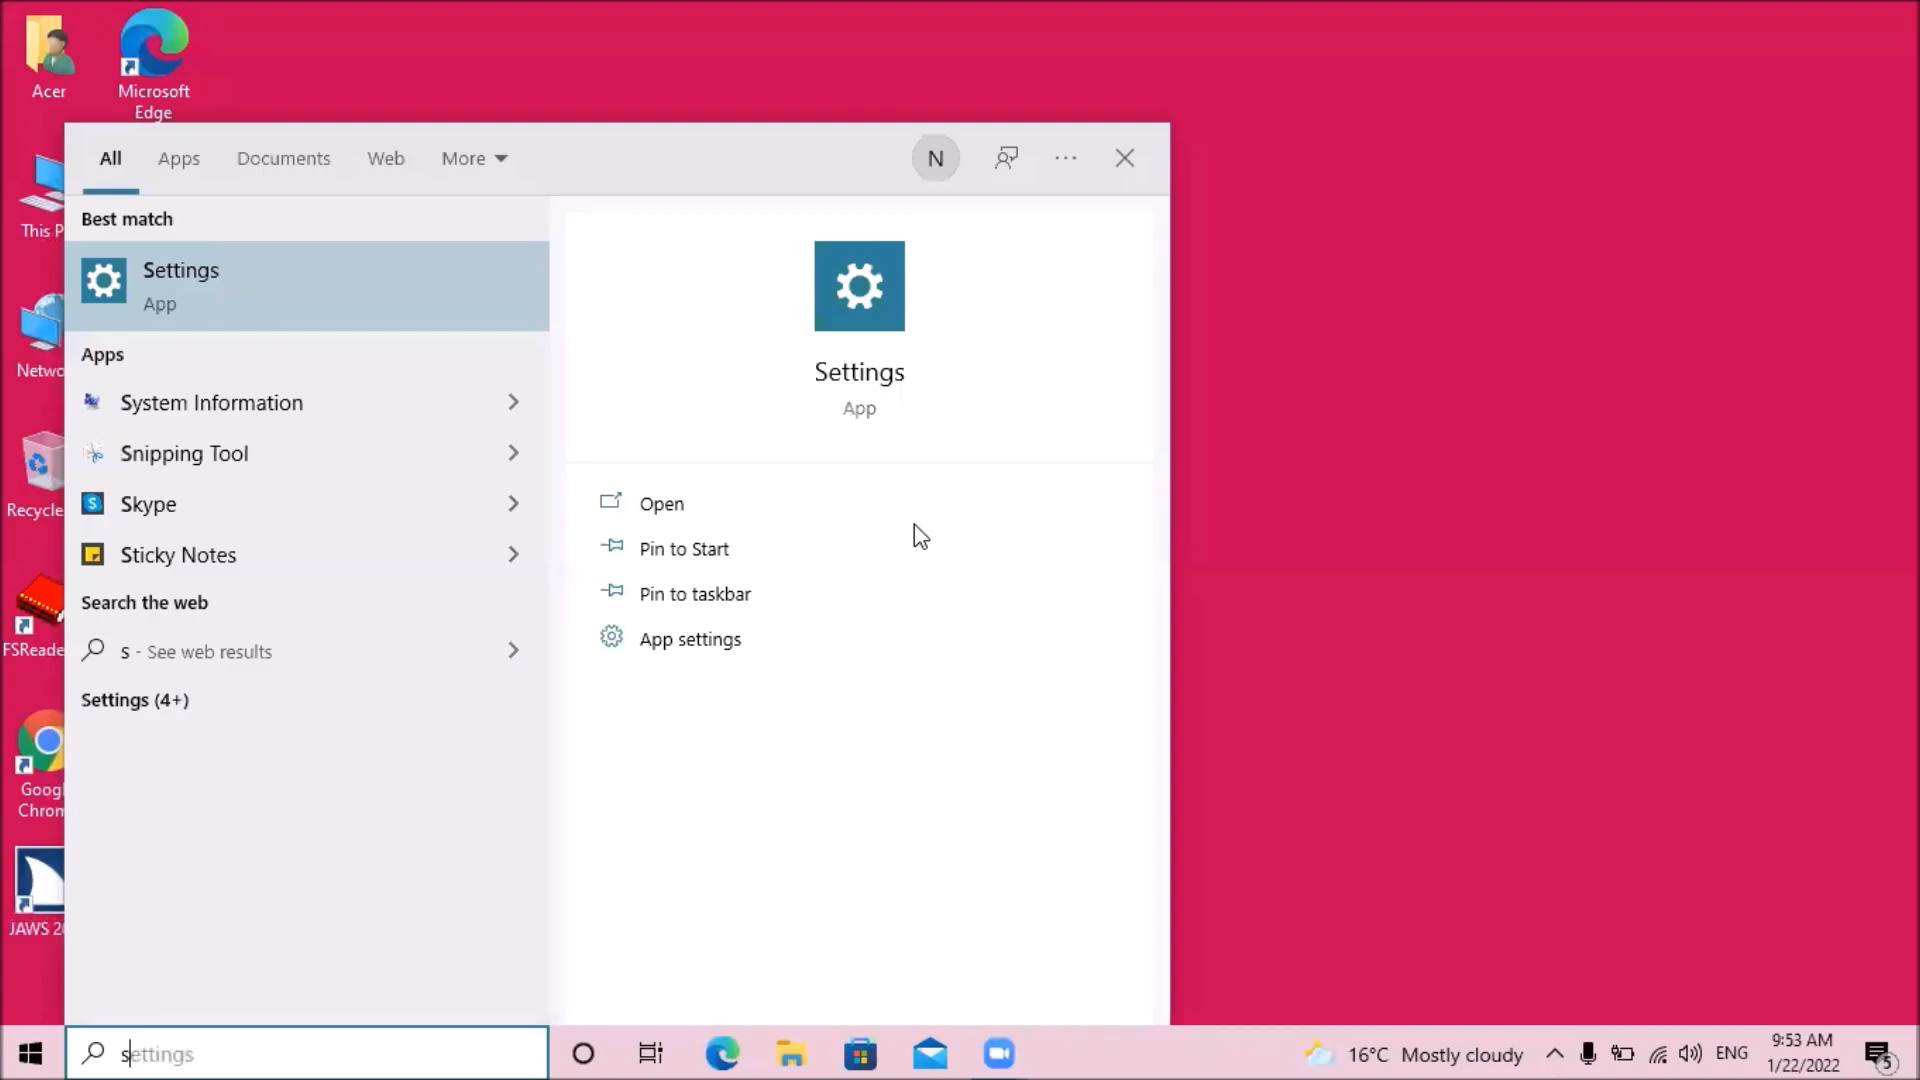 Acer
Microsoft
Edge
This P
Netwo
Recycle
FSReade
Googl
Chrom
JAWS 20
All
Apps
Documents
Web
More
N
Best match
Settings
App
Apps
System Information
Snipping Tool
Skype
Sticky Notes
Search the web
s - See web results
Settings (4+)
Settings
App
Open
Pin to Start
Pin to taskbar
App settings
settings
16°C Mostly cloudy
ENG
9:53 AM
1/22/2022
5